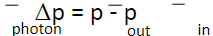 Δp = p - p
photon out in